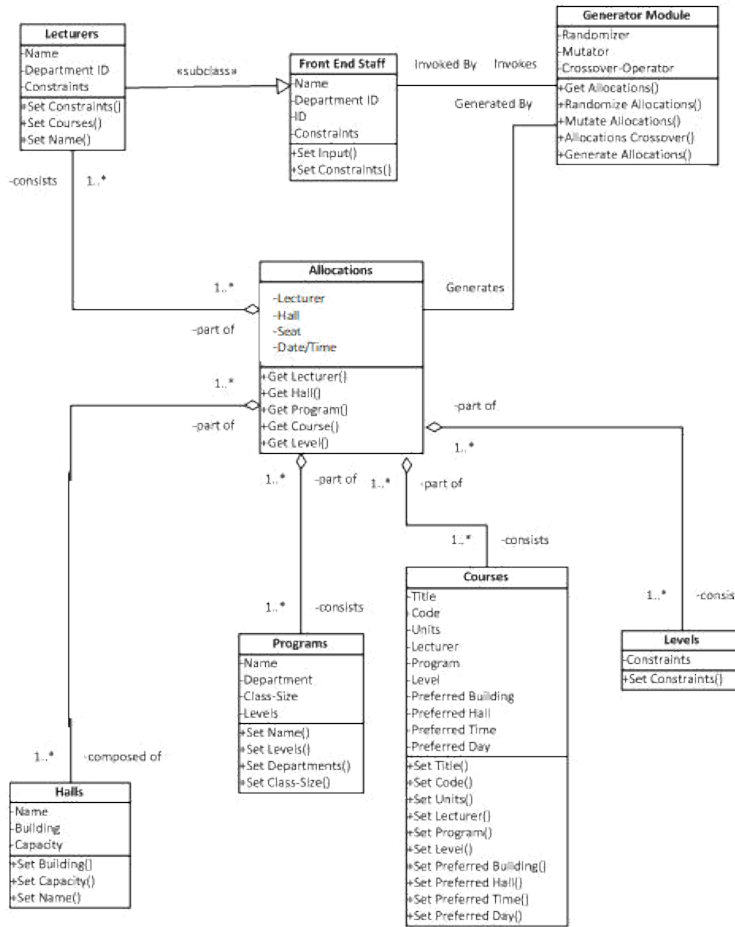 Lecturers
-Name
-Department ID
-Constraints
+Set Constraints()
+Set Courses()
+Set Name()
«subclass»
Front End Staff
-Name
-Department ID
-ID
-Constraints
+Set Input()
+Set Constraints()
Invoked By
Invokes
Generated By
Generator Module
-Randomizer
-Mutator
-Crossover-Operator
+Get Allocations()
+Randomize Allocations()
+Mutate Allocations()
+Allocations Crossover()
+Generate Allocations()
-consists
1..*
1..*
-part of
Generates
Allocations
-Lecturer
-Hall
-Seat
-Date/Time
+Get Lecturer()
+Get Hall()
+Get Program()
+Get Course()
+Get Level()
1..*
-part of
-part of
1..*
1..*
-part of
1..*
-part of
1..*
-consists
1..*
-consists
1..*
-consis
1..*
-composed of
Programs
-Name
-Department
-Class-Size
-Levels
+Set Name()
+Set Levels()
+Set Departments()
+Set Class-Size()
Courses
-Title
-Code
-Units
-Lecturer
-Program
-Level
-Preferred Building
-Preferred Hall
-Preferred Time
-Preferred Day
+Set Title()
+Set Code()
+Set Units()
+Set Lecturer()
+Set Program()
+Set Level()
+Set Preferred Building()
+Set Preferred Hall()
+Set Preferred Time()
+Set Preferred Day()
Levels
-Constraints
+Set Constraints()
Halls
-Name
-Building
-Capacity
+Set Building()
+Set Capacity()
+Set Name()